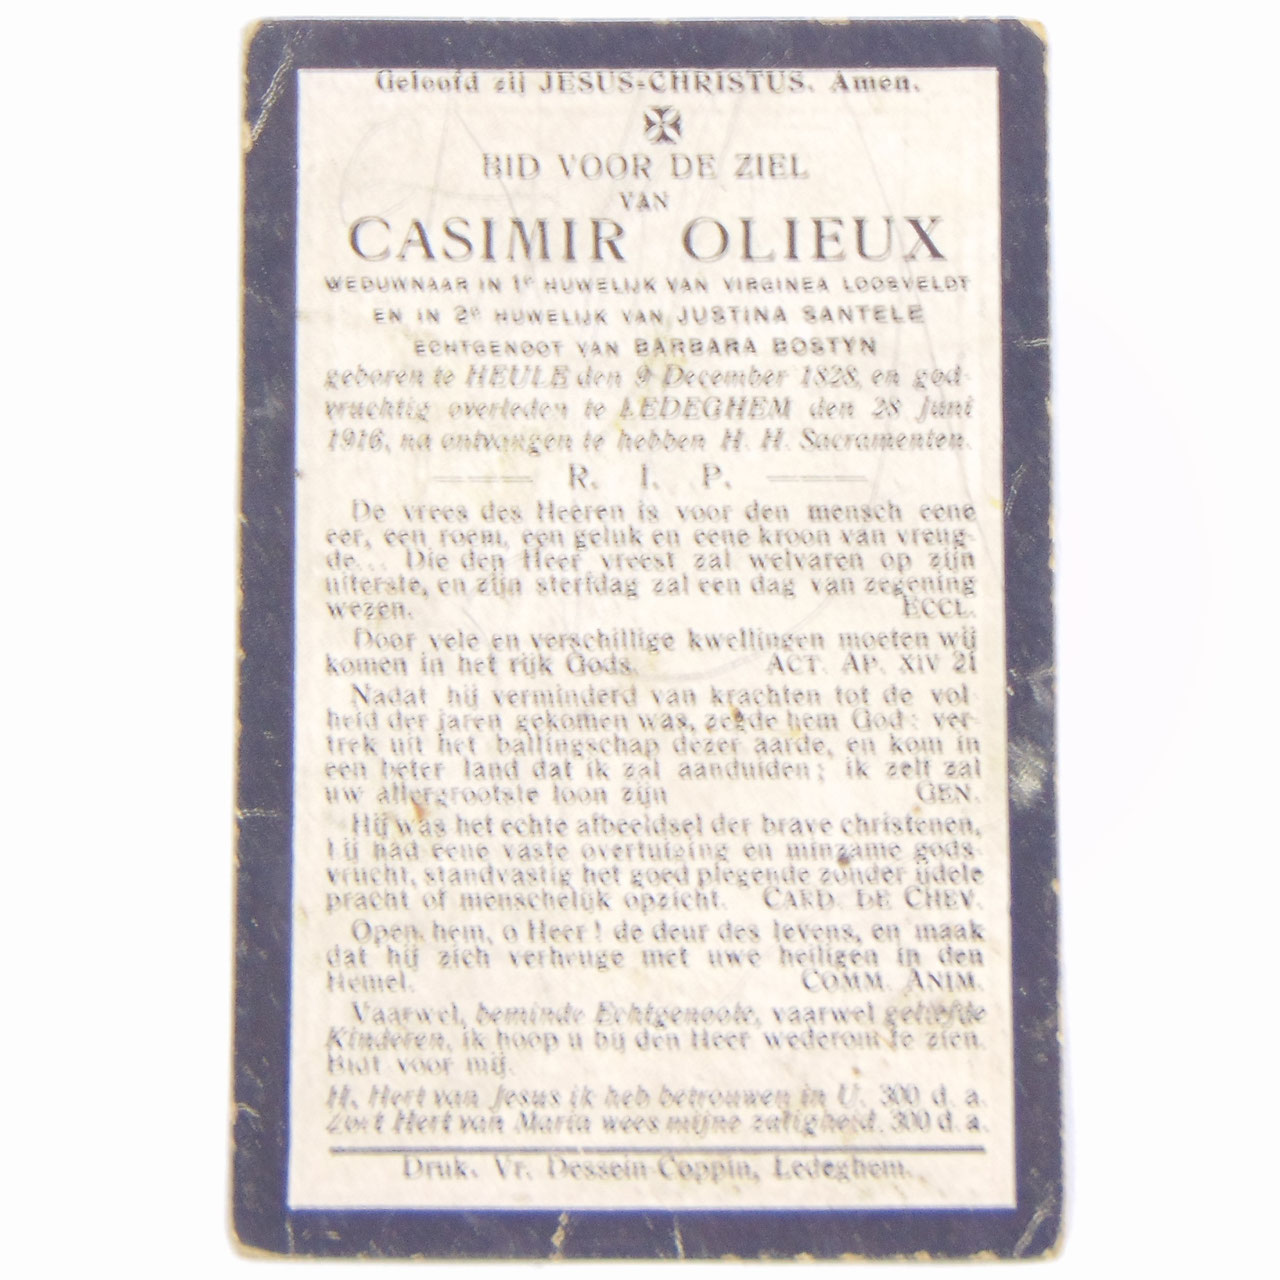 Geloofd zij JESUS-CHRISTUS. Amen.
BID VOOR DE ZIEL
VAN
CASIMIR OLIEUX
WEDUWNAAR IN 1e HUWELIJK VAN VIRGINEA LOOSVELDT
EN IN 2e HUWELIJK VAN JUSTINA SANTELE
ECHTGENOOT VAN BARBARA BOSTYN
geboren te HEULE den 9 December 1828, en god-
vruchtig overleden te LEDEGHEM den 28 Juni
1916, na ontvangen te hebben H. H. Sacramenten.
R. I. P.
De vrees des Heeren is voor den mensch eene
eer, een roem, een geluk en eene kroon van vreug-
de... Die den Heer vreest zal welvaren op zijn
uiterste, en zijn sterfdag zal een dag van zegening
wezen. ECCL.
Door vele en verschillige kwellingen moeten wij
komen in het rijk Gods. ACT. AP. XIV 21
Nadat hij verminderd van krachten tot de vol-
heid der jaren gekomen was, zegde hem God: ver-
trek uit het ballingschap dezer aarde, en kom in
een beter land dat ik zal aanduiden; ik zelf zal
uw allergrootste loon zijn GEN.
Hij was het echte afbeeldsel der brave christenen,
Hij had eene vaste overtuiging en minzame gods-
vrucht, standvastig het goed plegende zonder ijdele
pracht of menschelijk opzicht. CARD. DE CHEV.
Open hem, o Heer! de deur des levens, en maak
dat hij zich verheuge met uwe heiligen in den
Hemel. COMM. ANIM.
Vaarwel, beminde Echtgenoote, vaarwel geliefde
Kinderen, ik hoop u bij den Heer wederom te zien.
Bidt voor mij.
H. Hert van Jesus ik heb betrouwen in U. 300 d. a.
Zoet Hert van Maria wees mijne zaligheid. 300 d. a.
Druk. Vr. Dessein-Coppin, Ledeghem.